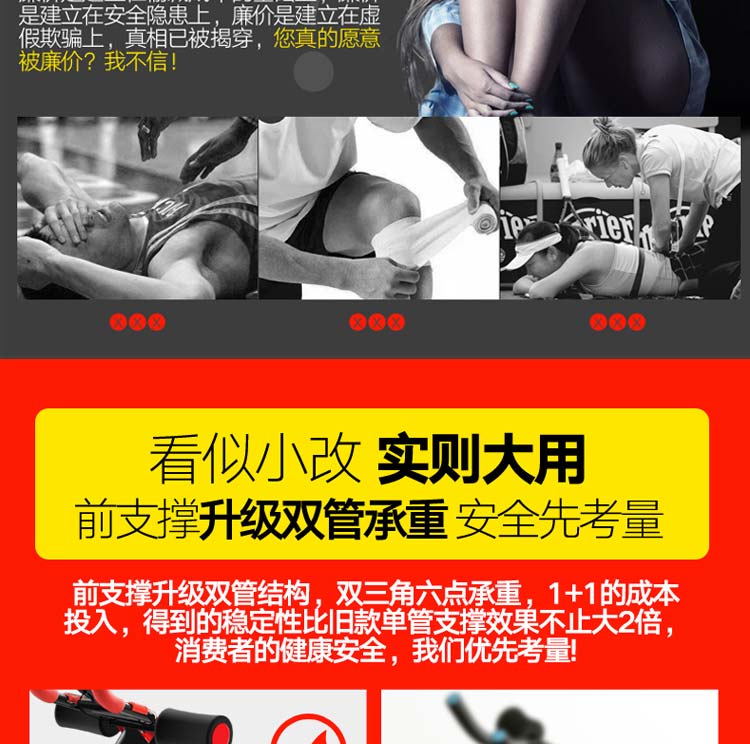 是建立在安全隐患上，廉价是建立在虚
假欺骗上，真相已被揭穿，您真的愿意
被廉价？我不信！
X X X
X X X
X X X
看似小改 实则大用
前支撑升级双管承重 安全先考量
前支撑升级双管结构，双三角六点承重，1+1的成本
投入，得到的稳定性比旧款单管支撑效果不止大2倍，
消费者的健康安全，我们优先考量!